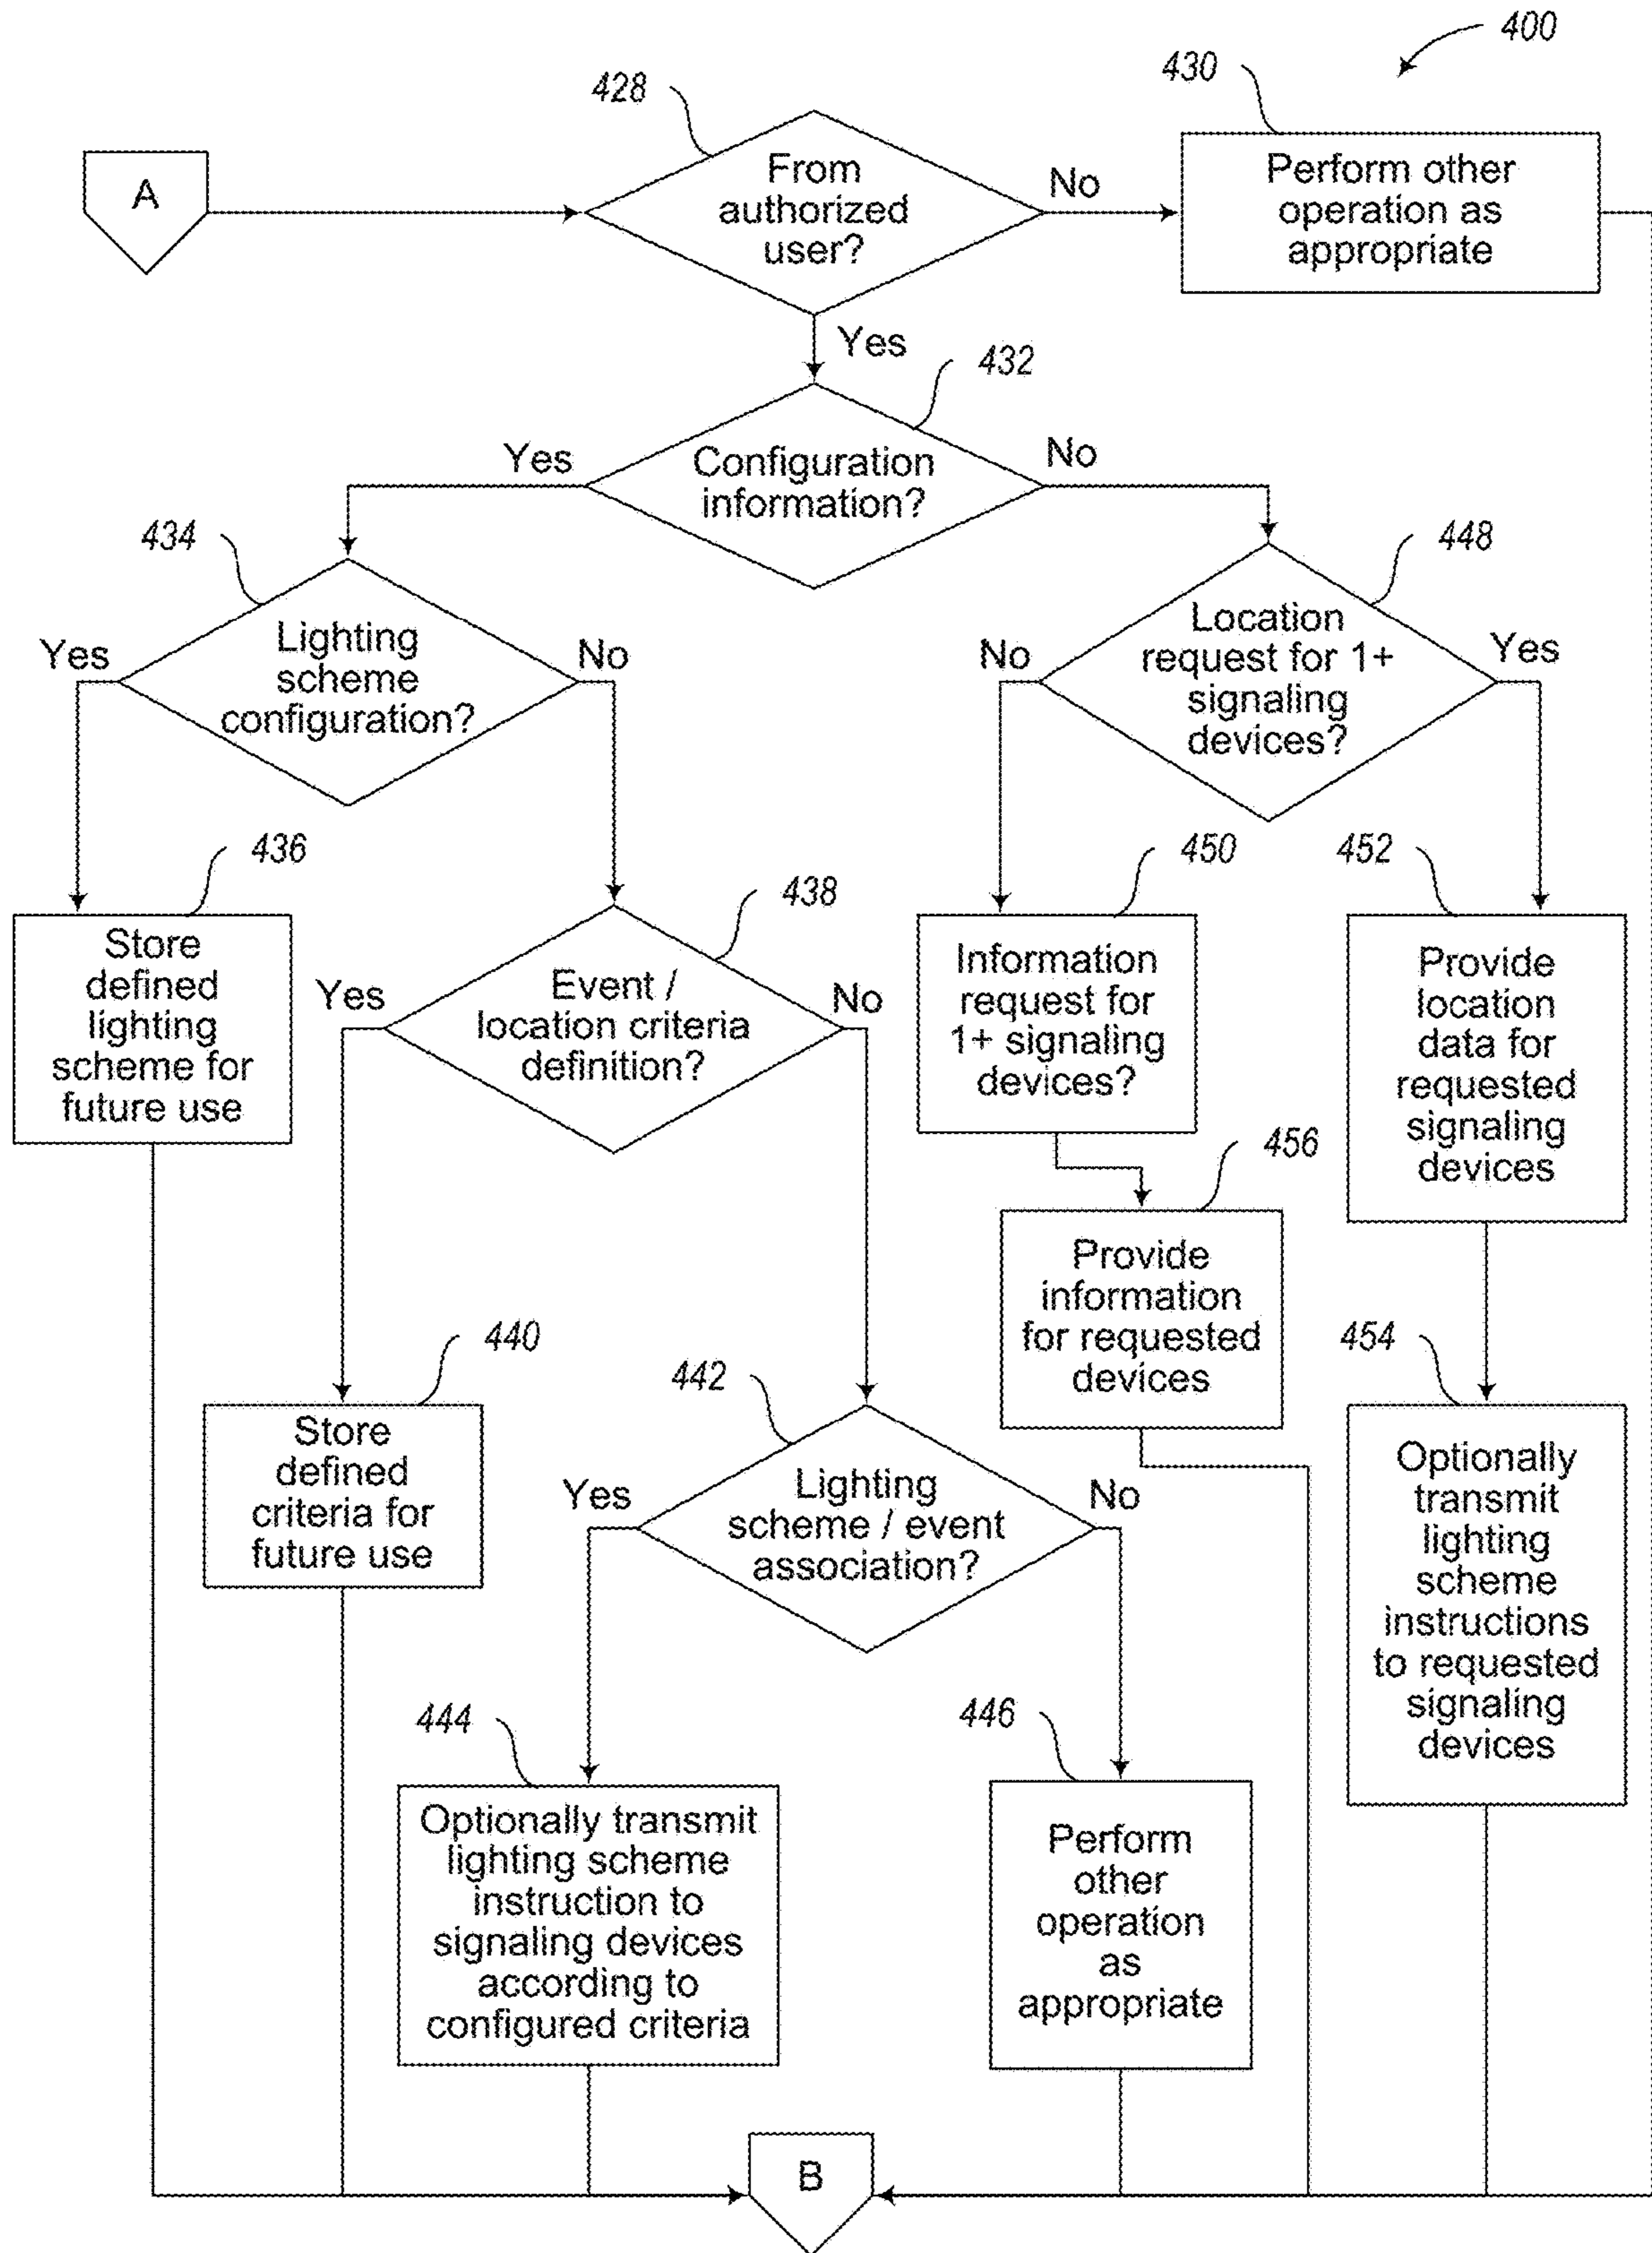 400
428
430
A
From
authorized
user?
No
Perform other
operation as
appropriate
Yes
432
Configuration
information?
Yes
No
434
448
Lighting
scheme
configuration?
Yes
No
Location
request for 1+
signaling
devices?
No
Yes
436
438
450
452
Store
defined
lighting
scheme for
future use
Event /
location criteria
definition?
Yes
No
Information
request for
1+ signaling
devices?
Provide
location
data for
requested
signaling
devices
456
Provide
information
for requested
devices
440
442
454
Store
defined
criteria for
future use
Lighting
scheme / event
association?
Yes
No
Optionally
transmit
lighting
scheme
instructions
to requested
signaling
devices
444
446
Optionally transmit
lighting scheme
instruction to
signaling devices
according to
configured criteria
Perform
other
operation
as
appropriate
B